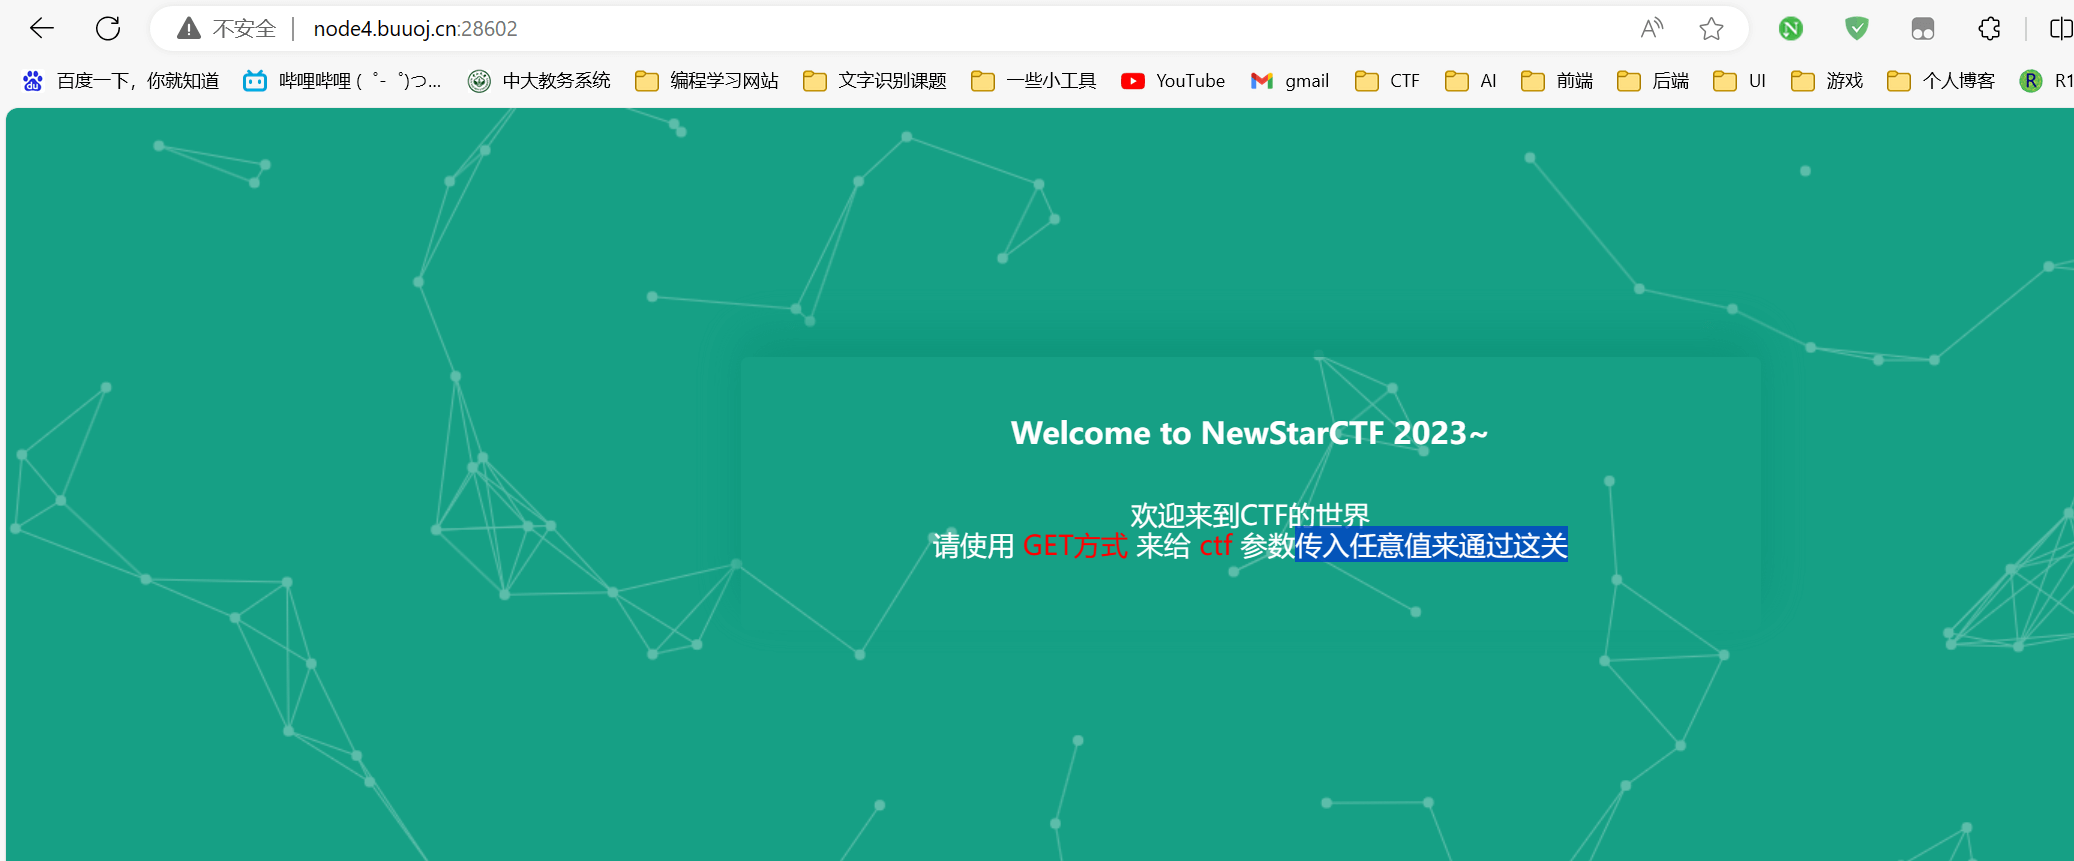 不安全 node4.buuoj.cn:28602
百度一下，你就知道 哔哩哔哩 ( ゜- ゜)つ... 中大教务系统 编程学习网站 文字识别课题 一些小工具 YouTube gmail CTF AI 前端 后端 UI 游戏 个人博客 R1
Welcome to NewStarCTF 2023~
欢迎来到CTF的世界
请使用 GET方式 来给 ctf 参数传入任意值来通过这关